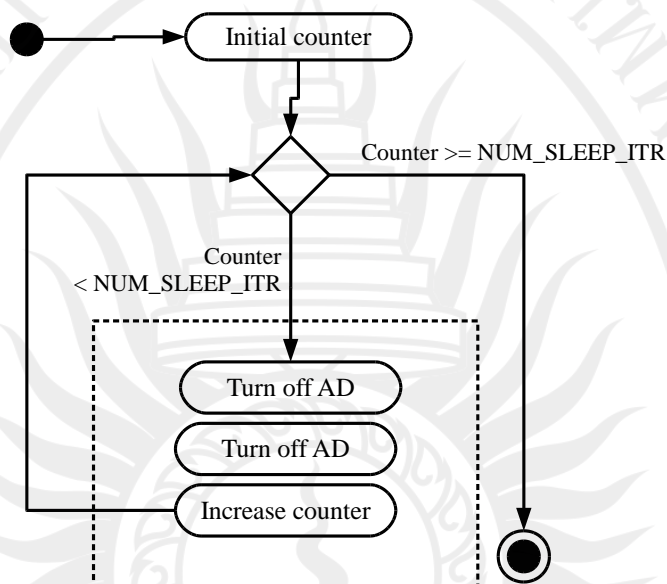 Initial counter
Counter >= NUM_SLEEP_ITR
Counter
< NUM_SLEEP_ITR
Turn off AD
Turn off AD
Increase counter